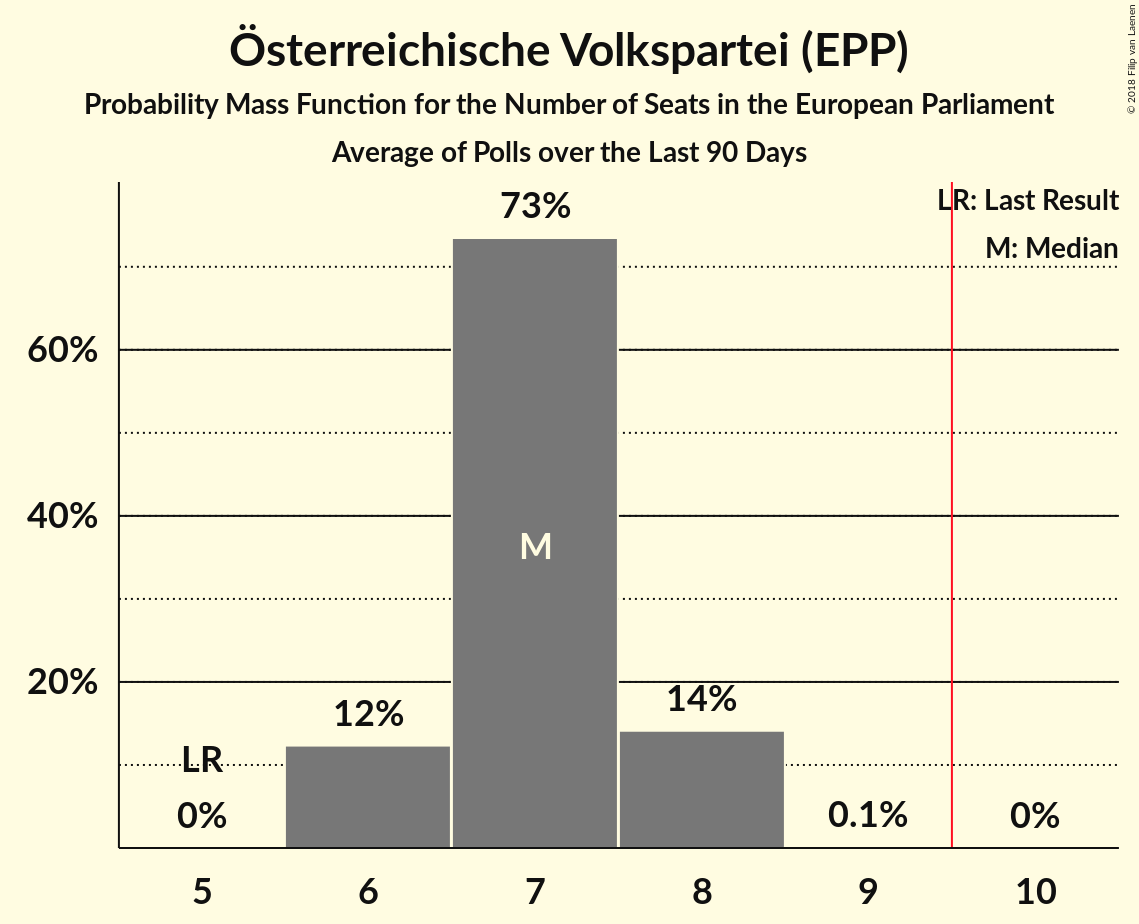 Österreichische Volkspartei (EPP)
Probability Mass Function for the Number of Seats in the European Parliament
Average of Polls over the Last 90 Days
© 2018 Filip van Laenen
LR: Last Result
M: Median
73%
60%
40%
M
20%
14%
12%
LR
0%
0.1%
0%
5 6 7 8 9 10